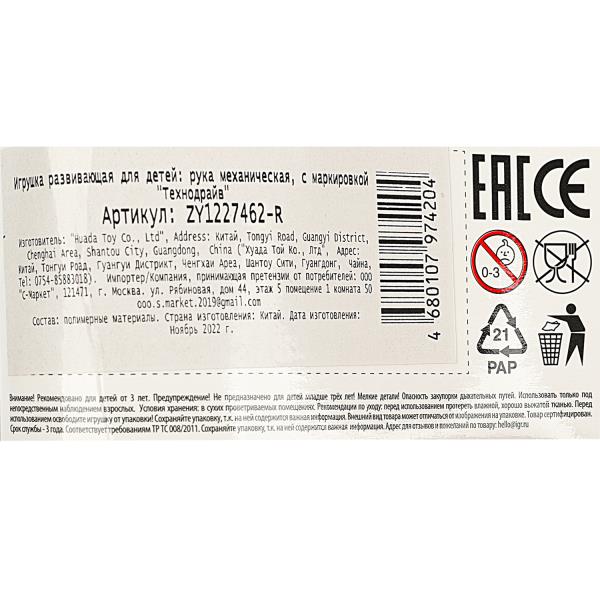 Игрушка развивающая для детей: рука механическая, с маркировкой
"Технодрайв"
Артикул: ZY1227462-R
Изготовитель: "Huada Toy Co., Ltd", Address: Китай, Tongyi Road, Guangyi District,
Chenghai Area, Shantou City, Guangdong, China ("Хуада Той Ко., Лтд", Адрес:
Китай, Тонгуи Роад, Гуангуи Дистрикт, Ченгхаи Ареа, Шантоу Сити, Гуангдонг, Чайна,
Tel: 0754-85883018). Импортер/Компания, принимающая претензии от потребителей: ООО
"С-Маркет", 121471, г. Москва. ул. Рябиновая, дом 44, этаж 5 помещение 1 комната 50
ooo.s.market.2019@gmail.com
Состав: полимерные материалы. Страна изготовления: Китай. Дата изготовления:
Ноябрь 2022 г.
4 680107 974204
EAC CE
0-3
21
PAP
Внимание! Рекомендовано для детей от 3 лет. Предупреждение! Не предназначено для детей младше трёх лет! Мелкие детали! Опасность закупорки дыхательных путей. Использовать только под
непосредственным наблюдением взрослых. Условия хранения: в сухих проветриваемых помещениях. Рекомендации по уходу: перед использованием протереть влажной, хорошо выжатой тканью. Перед
использованием освободите игрушку от упаковки! Сохраняйте упаковку, т.к. на ней содержится важная информация. Внешний вид товара может отличаться от изображения на упаковке. Товар сертифицирован.
Срок службы - 3 года. Соответствует требованиям ТР ТС 008/2011. Сохраняйте упаковку, т.к. на ней содержится важная информация. Адрес для отзывов и пожеланий по товару: hello@igr.ru